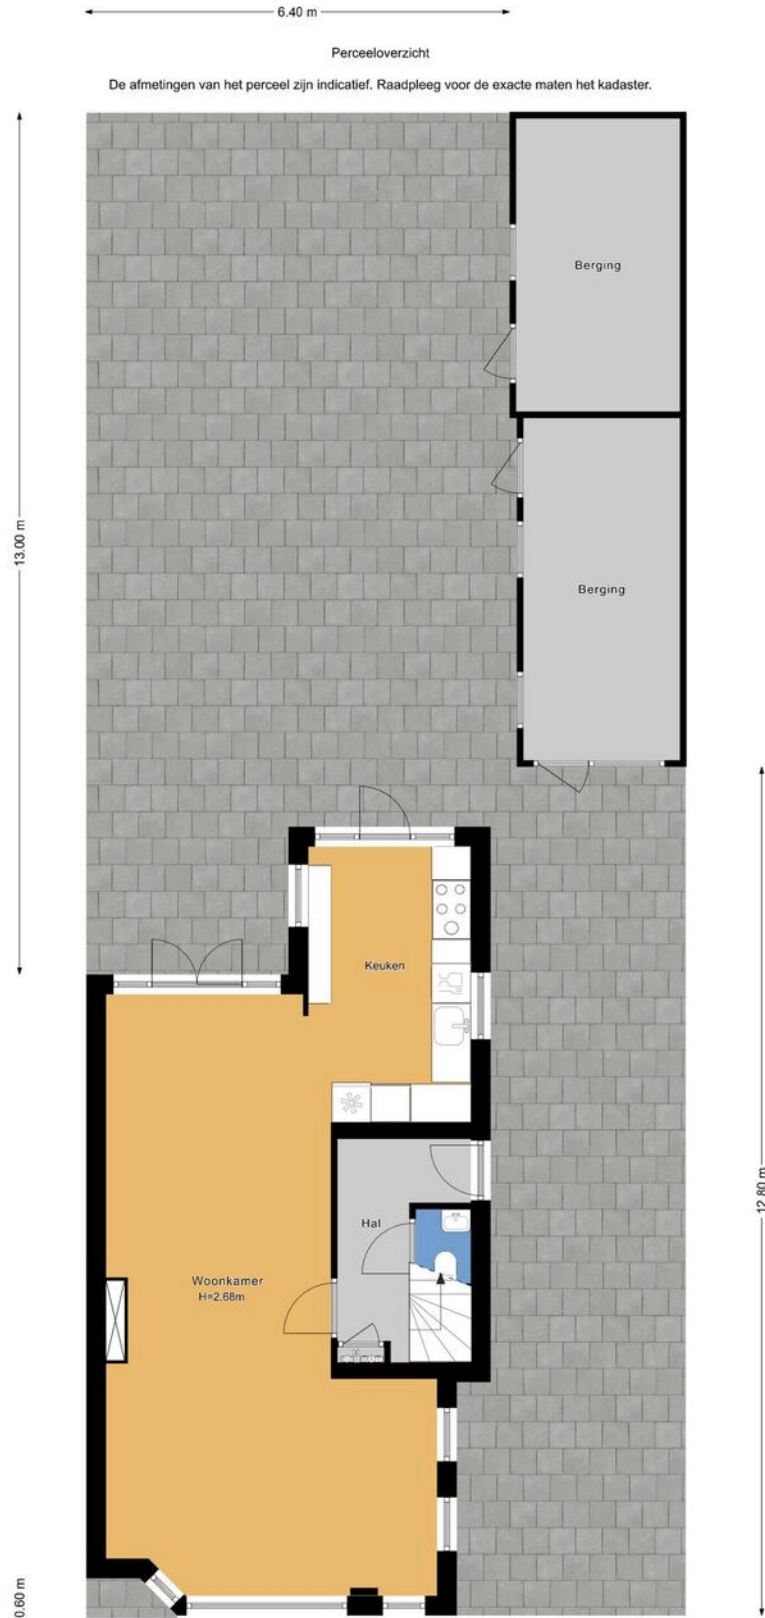 6.40 m
Perceeloverzicht
De afmetingen van het perceel zijn indicatief. Raadpleeg voor de exacte maten het kadaster.
Berging
13.00 m
Berging
Keuken
12.80 m
Hal
Woonkamer
H=2,68m
0.60 m